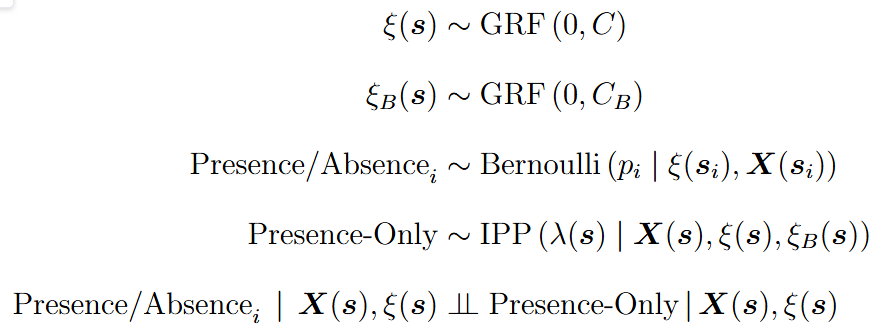 ξ(s) ∼ GRF (0, C)
ξ_B(s) ∼ GRF (0, C_B)
Presence/Absence_i ∼ Bernoulli (p_i | ξ(s_i), X(s_i))
Presence-Only ∼ IPP (λ(s) | X(s), ξ(s), ξ_B(s))
Presence/Absence_i | X(s), ξ(s) ⫫ Presence-Only | X(s), ξ(s)